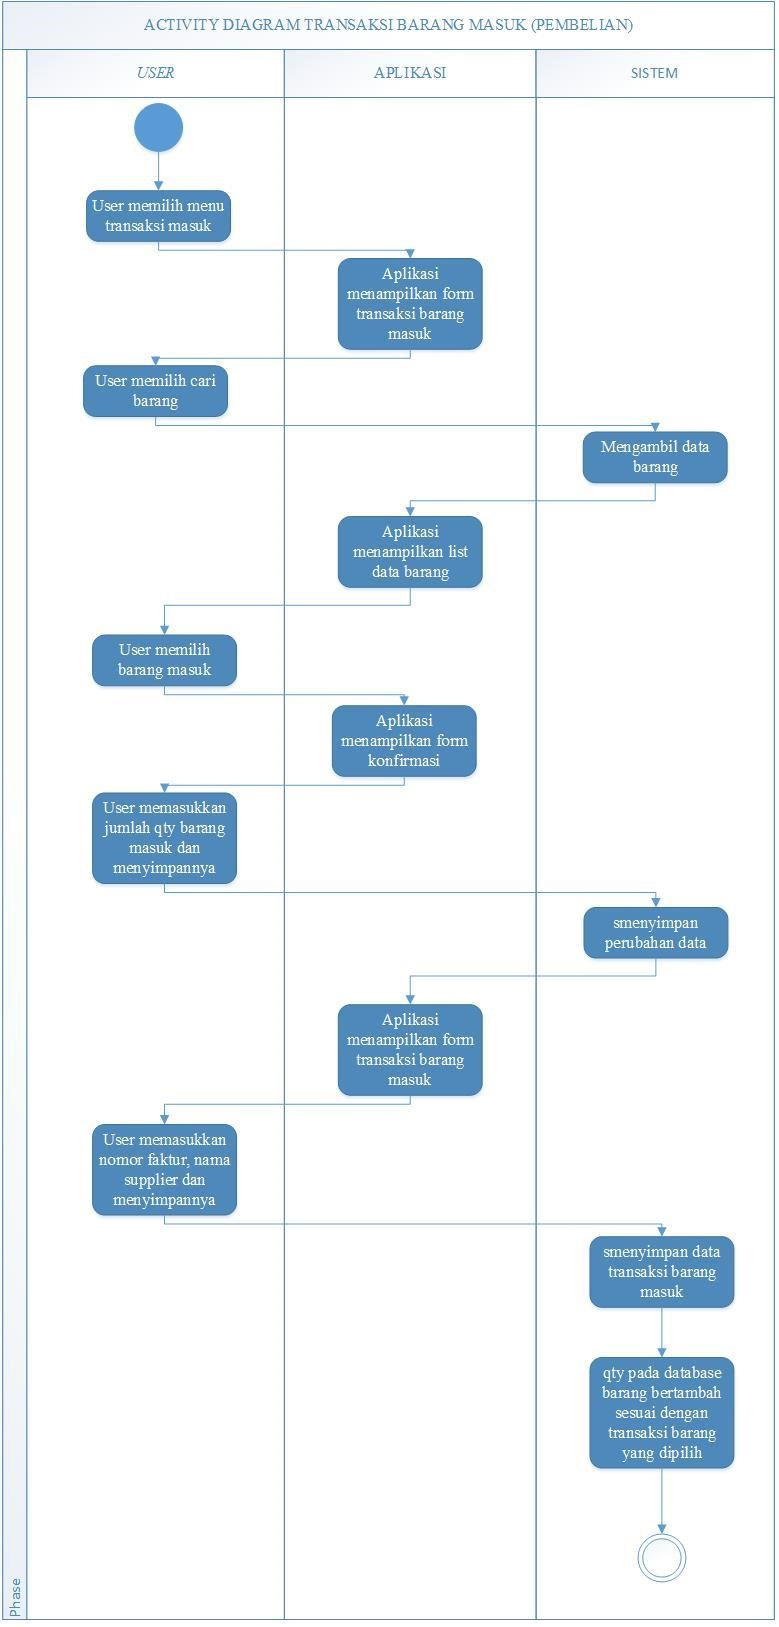 ACTIVITY DIAGRAM TRANSAKSI BARANG MASUK (PEMBELIAN)
USER
APLIKASI
SISTEM
User memilih menu
transaksi masuk
Aplikasi
menampilkan form
transaksi barang
masuk
User memilih cari
barang
Mengambil data
barang
Aplikasi
menampilkan list
data barang
User memilih
barang masuk
Aplikasi
menampilkan form
konfirmasi
User memasukkan
jumlah qty barang
masuk dan
menyimpannya
smenyimpan
perubahan data
Aplikasi
menampilkan form
transaksi barang
masuk
User memasukkan
nomor faktur, nama
supplier dan
menyimpannya
smenyimpan data
transaksi barang
masuk
qty pada database
barang bertambah
sesuai dengan
transaksi barang
yang dipilih
Phase